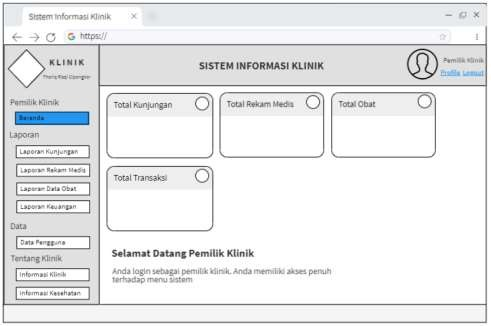 Sistem Informasi Klinik
https://
KLINIK
SISTEM INFORMASI KLINIK
Pemilik Klinik
Profile Logout
Pemilik Klinik
Beranda
Laporan
Laporan Kunjungan
Laporan Rekam Medis
Laporan Data Obat
Laporan Keuangan
Data
Data Pengguna
Tentang Klinik
Informasi Klinik
Informasi Kesehatan
Total Kunjungan
Total Rekam Medis
Total Obat
Total Transaksi
Selamat Datang Pemilik Klinik
Anda login sebagai pemilik klinik, Anda memiliki akses penuh
terhadap menu sistem